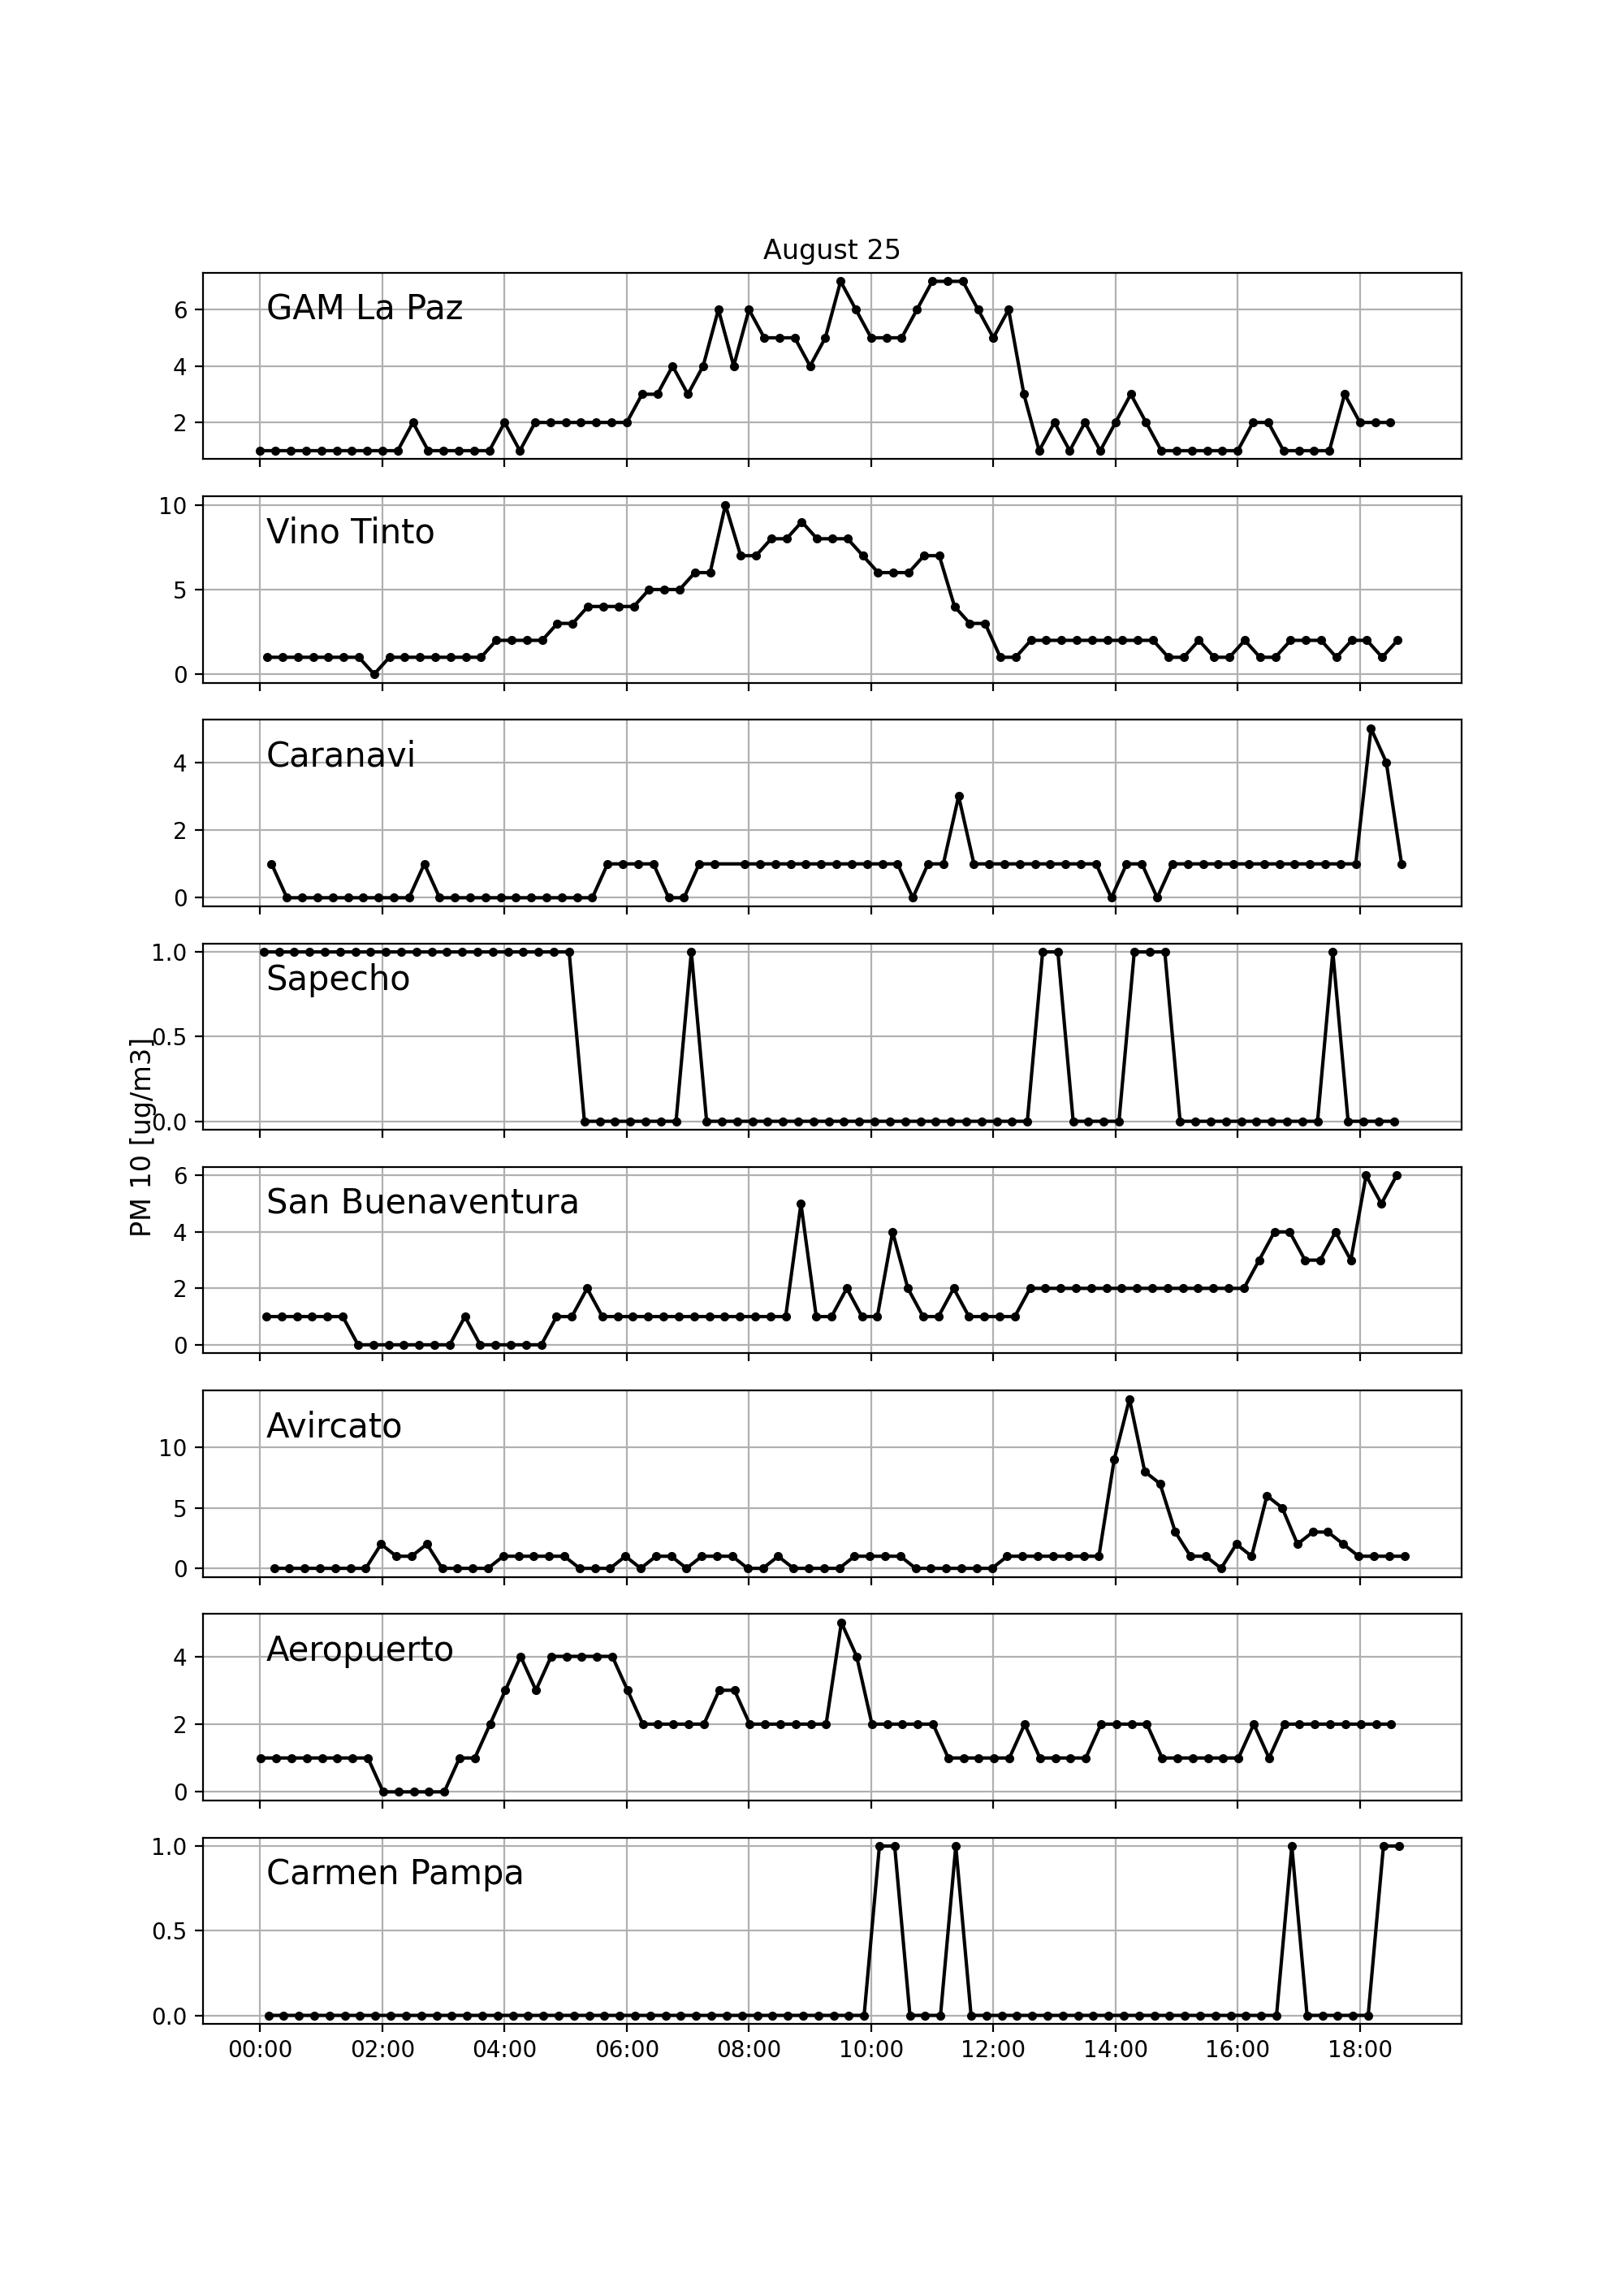 August 25
GAM La Paz
6
4
2
Vino Tinto
10
5
0
Caranavi
4
2
0
Sapecho
1.0
0.5
0.0
PM 10 [ug/m3]
San Buenaventura
6
4
2
0
Avircato
10
5
0
Aeropuerto
4
2
0
Carmen Pampa
1.0
0.5
0.0
00:00 02:00 04:00 06:00 08:00 10:00 12:00 14:00 16:00 18:00